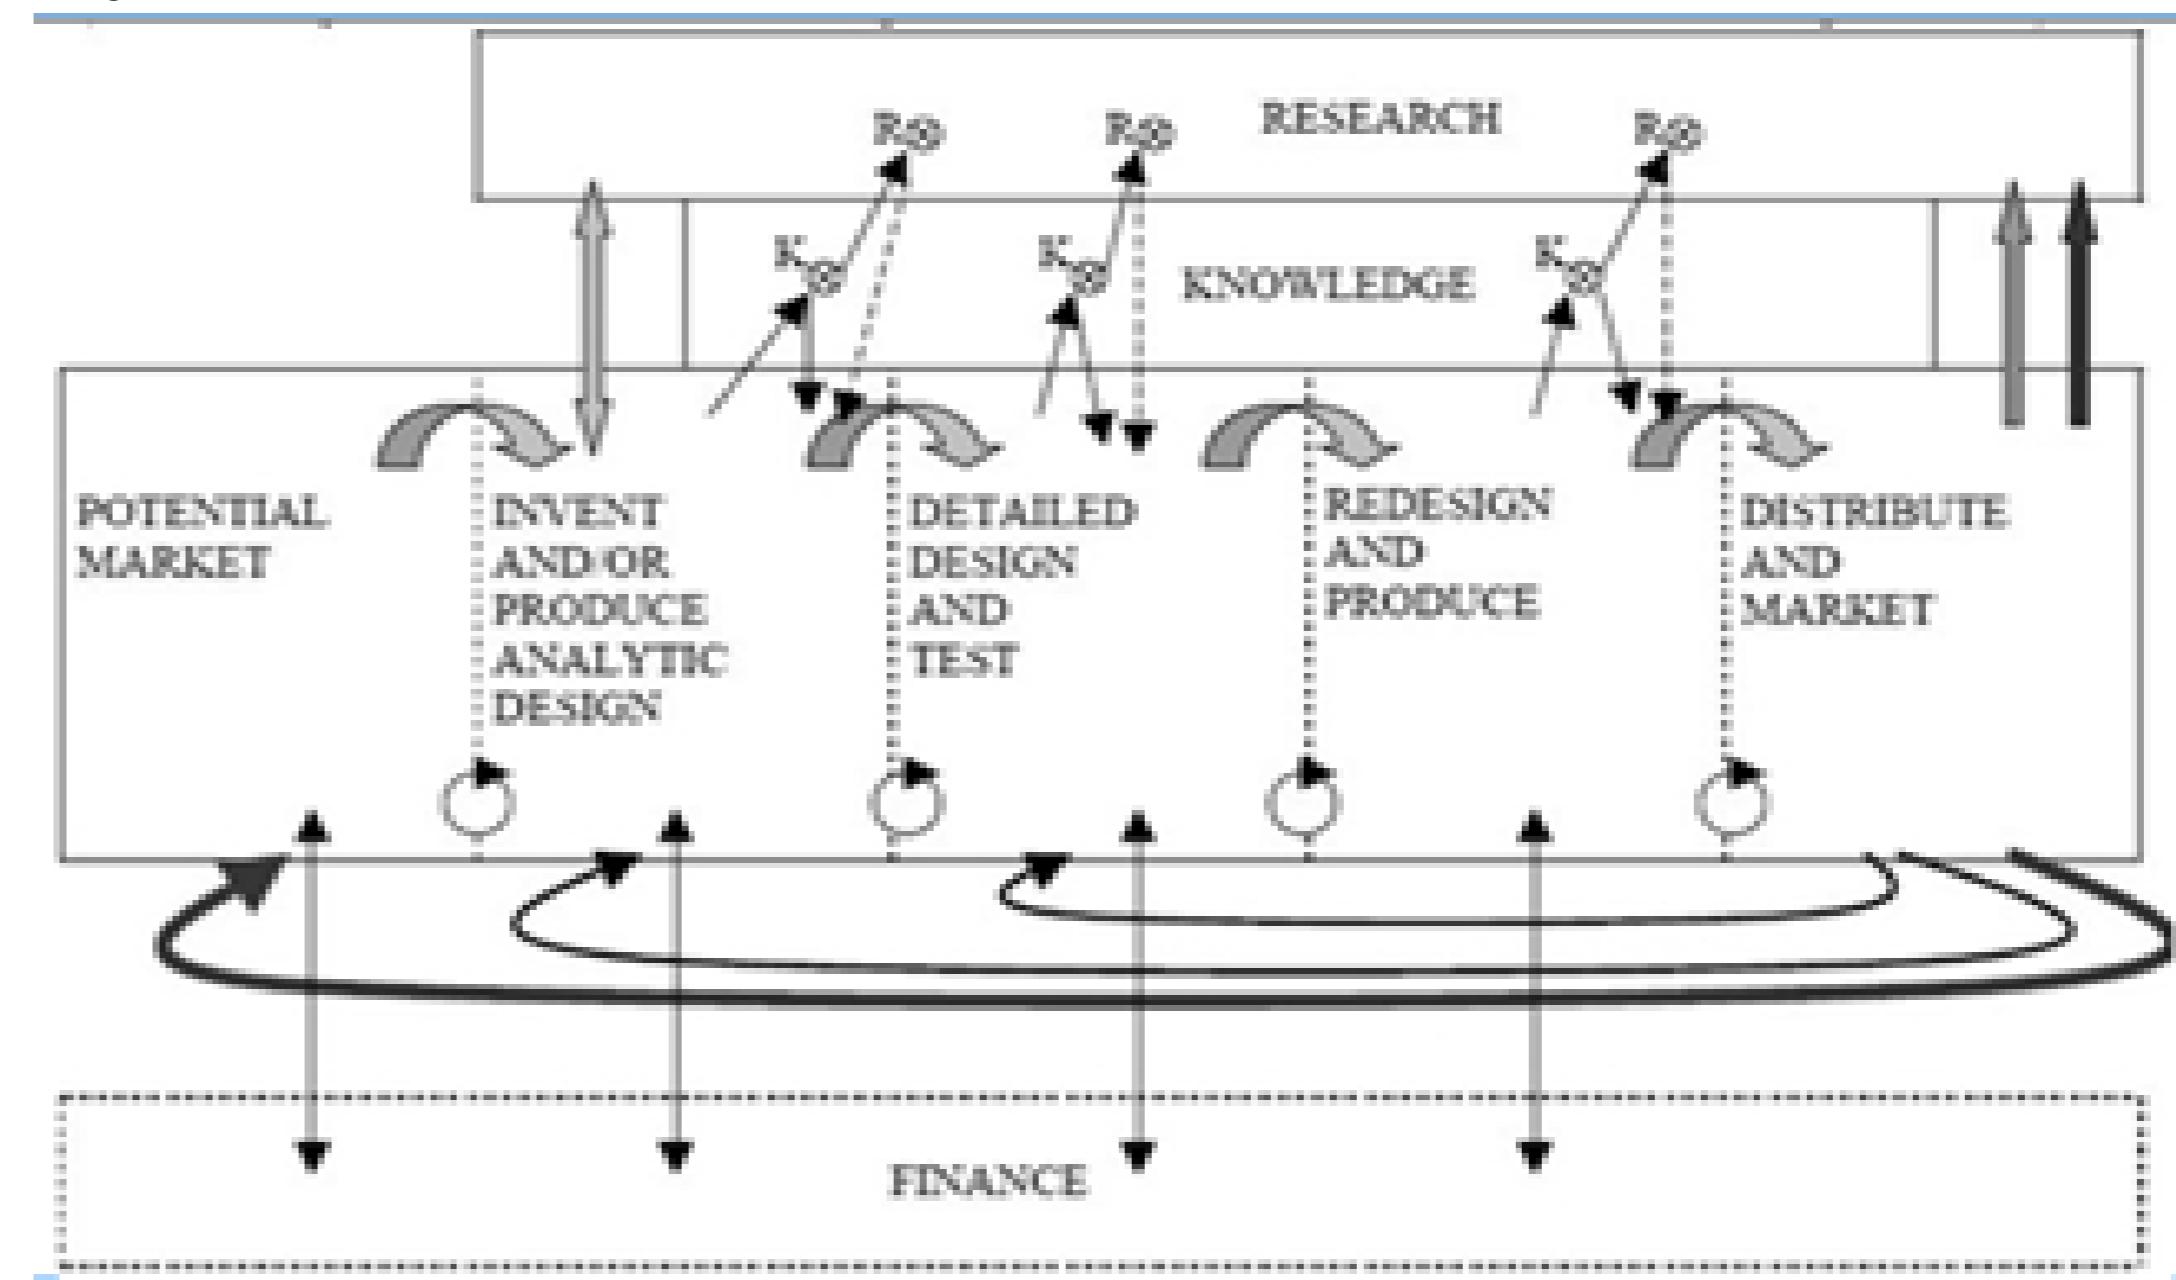 RESEARCH
R
R
R
KNOWLEDGE
K
K
K
POTENTIAL
MARKET
INVENT
AND/OR
PRODUCE
ANALYTIC
DESIGN
DETAILED
DESIGN
AND
TEST
REDESIGN
AND
PRODUCE
DISTRIBUTE
AND
MARKET
FINANCE